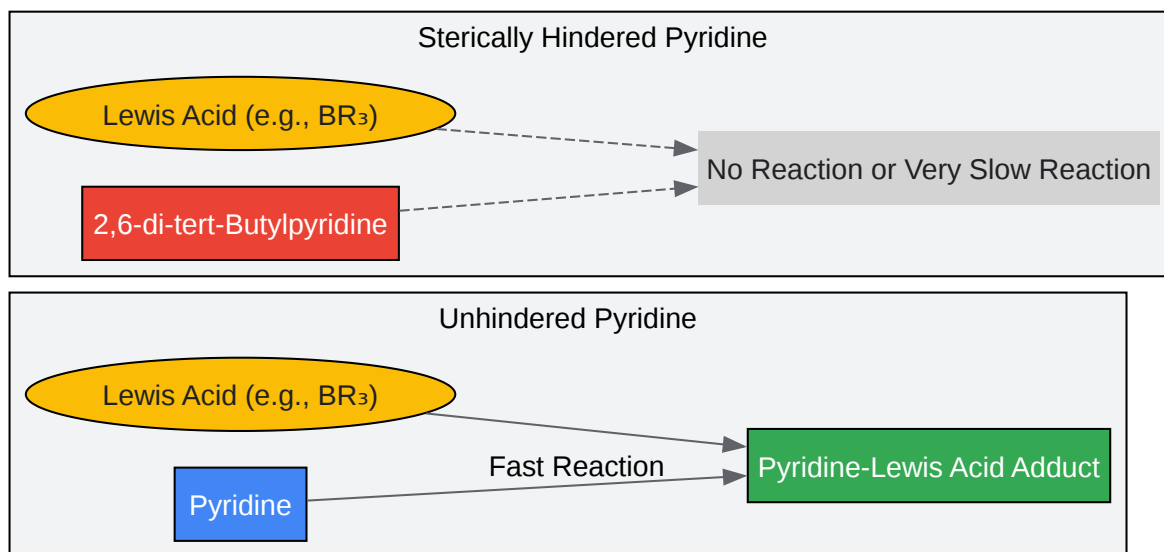 Sterically Hindered Pyridine
Lewis Acid (e.g., BR₃)
No Reaction or Very Slow Reaction
2,6-di-tert-Butylpyridine
Unhindered Pyridine
Lewis Acid (e.g., BR₃)
Fast Reaction
Pyridine-Lewis Acid Adduct
Pyridine